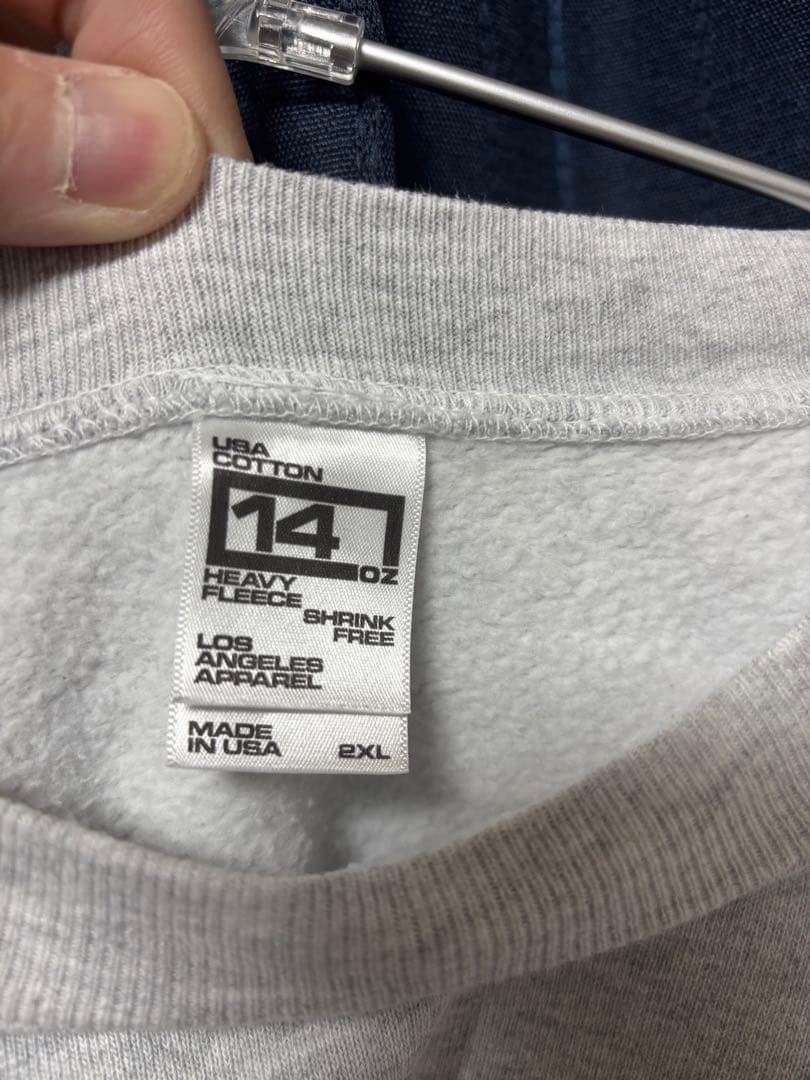 USA
COTTON
14
OZ
HEAVY
FLEECE
SHRINK
FREE
LOS
ANGELES
APPAREL
MADE
IN USA
2XL